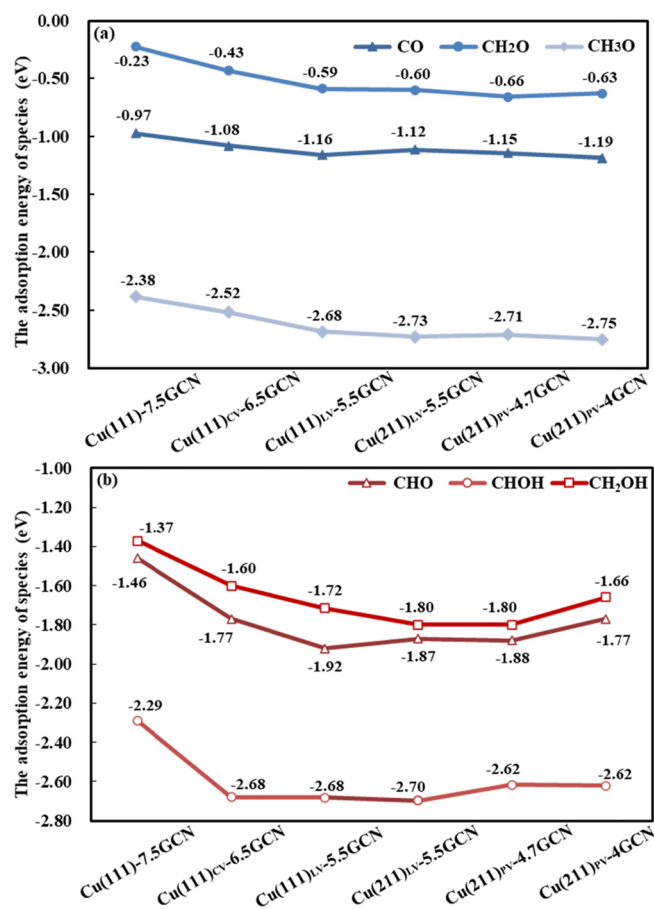 0.00
(a)
CO
CH2O
CH3O
-0.23
-0.43
-0.59
-0.60
-0.66
-0.63
-0.50
-0.97
-1.08
-1.16
-1.12
-1.15
-1.19
-1.00
-1.50
-2.00
-2.38
-2.52
-2.68
-2.73
-2.71
-2.75
-2.50
-3.00
The adsorption energy of species (eV)
Cu(111)-7.5GCN
Cu(111)CV-6.5GCN
Cu(111)LV-5.5GCN
Cu(211)LV-5.5GCN
Cu(211)PV-4.7GCN
Cu(211)PV-4GCN
-1.00
(b)
CHO
CHOH
CH₂OH
-1.20
-1.37
-1.40
-1.46
-1.60
-1.72
-1.80
-1.80
-1.66
-1.60
-1.77
-1.92
-1.87
-1.88
-1.77
-1.80
-2.00
-2.20
-2.29
-2.40
-2.68
-2.68
-2.70
-2.62
-2.62
-2.60
-2.80
The adsorption energy of species (eV)
Cu(111)-7.5GCN
Cu(111)CV-6.5GCN
Cu(111)LV-5.5GCN
Cu(211)LV-5.5GCN
Cu(211)PV-4.7GCN
Cu(211)PV-4GCN